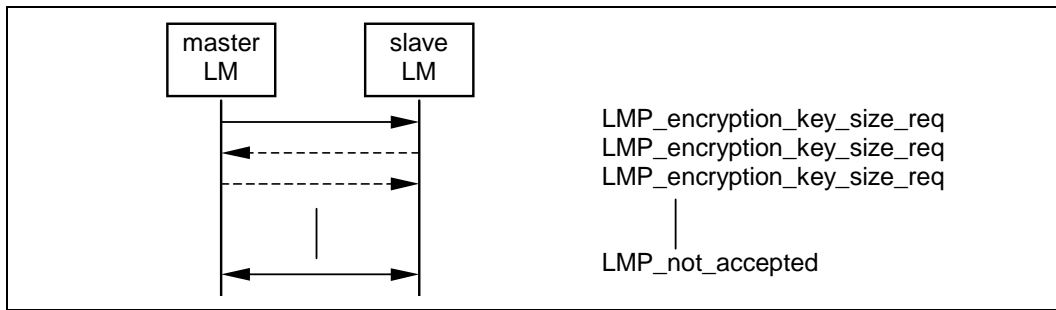 master
LM
slave
LM
LMP_encryption_key_size_req
LMP_encryption_key_size_req
LMP_encryption_key_size_req
LMP_not_accepted